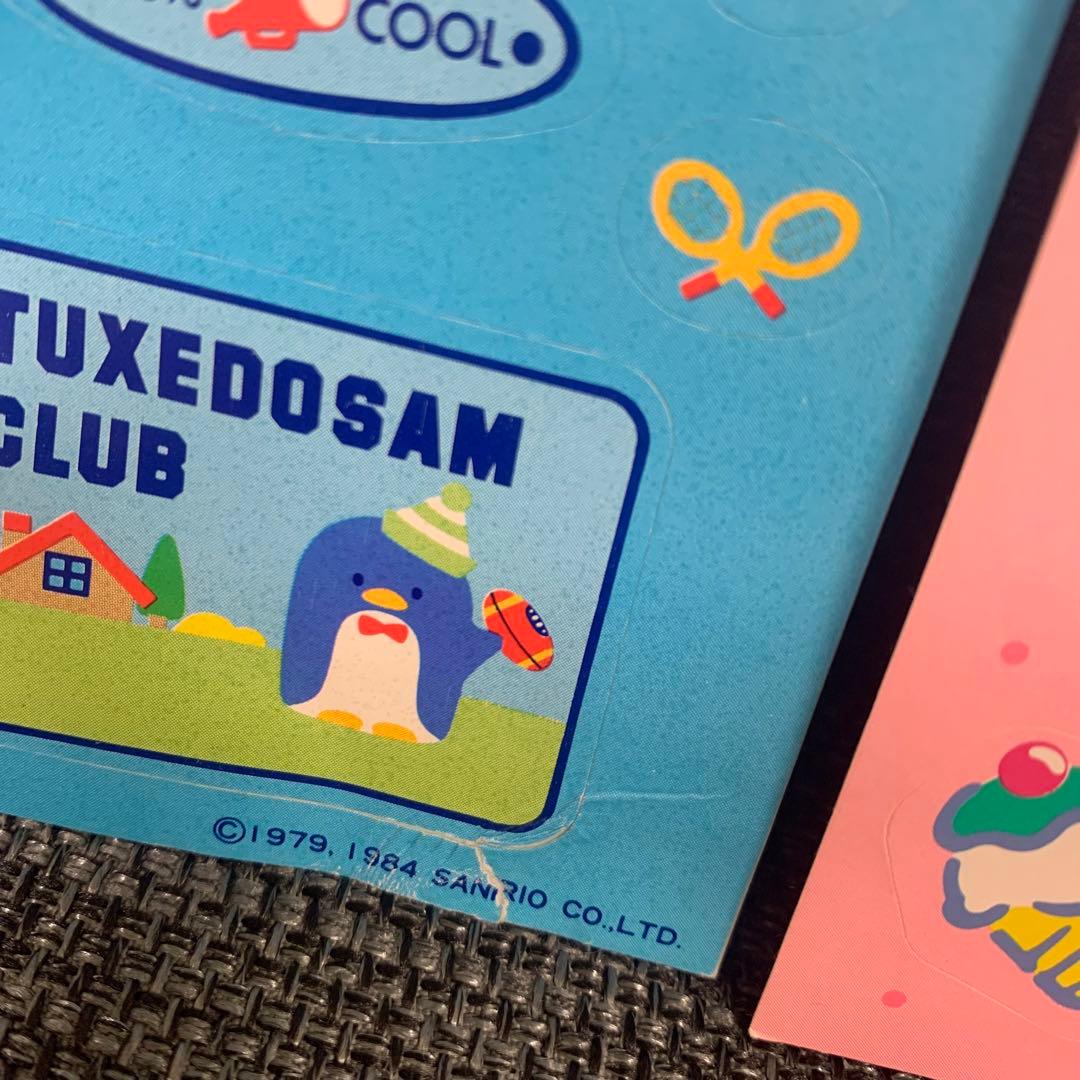 COOL
TUXEDOSAM
CLUB
©1979, 1984 SANRIO CO.,LTD.